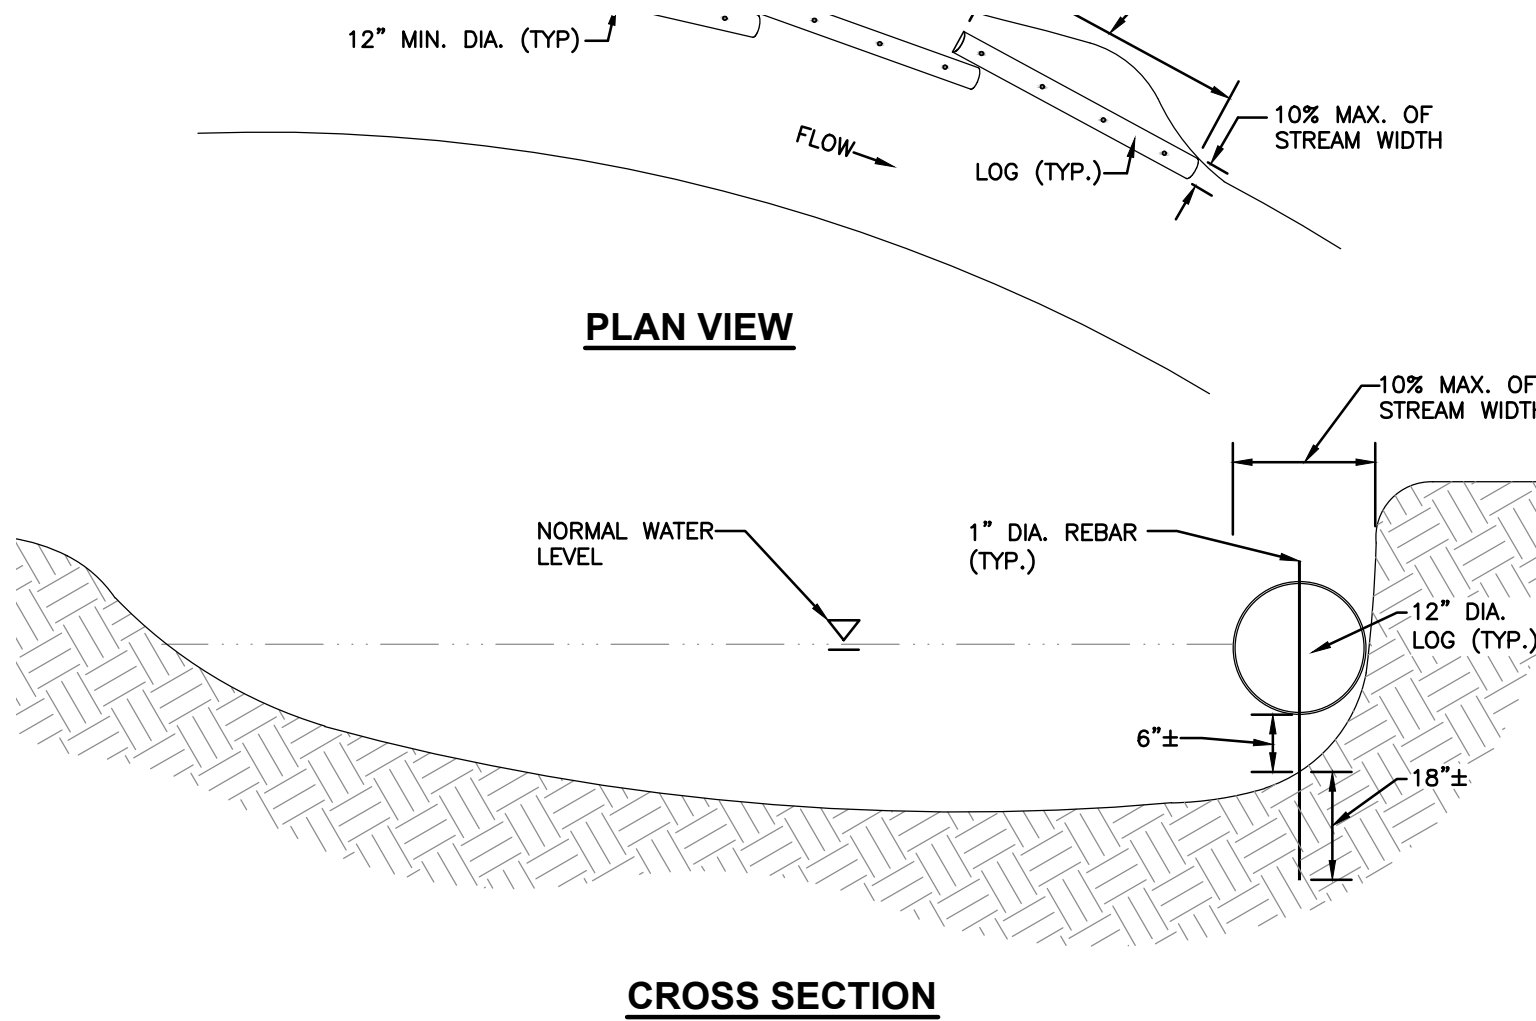 12” MIN. DIA. (TYP)
10% MAX. OF
STREAM WIDTH
FLOW
LOG (TYP.)
PLAN VIEW
10% MAX. OF
STREAM WIDTH
NORMAL WATER
LEVEL
1” DIA. REBAR
(TYP.)
12” DIA.
LOG (TYP.)
6”±
18”±
CROSS SECTION